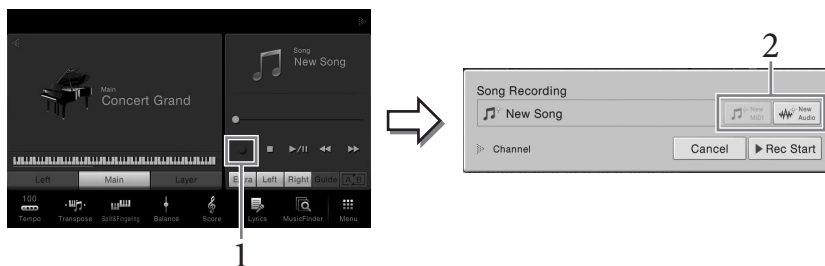 Song
New Song
Main
Concert Grand
Left Main Layer
Extra Left Right Guide A B
100
Tempo Transpose Split&Fingering Balance Score Lyrics MusicFinder Menu
1
2
Song Recording
New Song
New MIDI
New Audio
Channel
Cancel
Rec Start